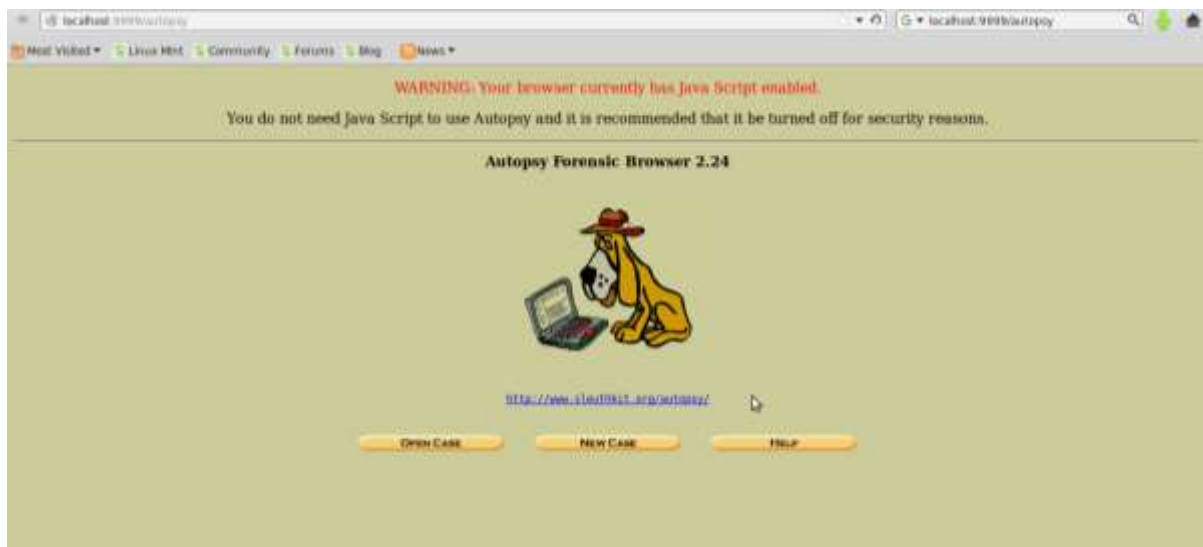 localhost:9999/autopsy
G localhost:9999/autopsy
Most Visited Linux Mint Community Forums Blog News
WARNING: Your browser currently has Java Script enabled.
You do not need Java Script to use Autopsy and it is recommended that it be turned off for security reasons.
Autopsy Forensic Browser 2.24
http://www.sleuthkit.org/autopsy/
OPEN CASE NEW CASE HELP